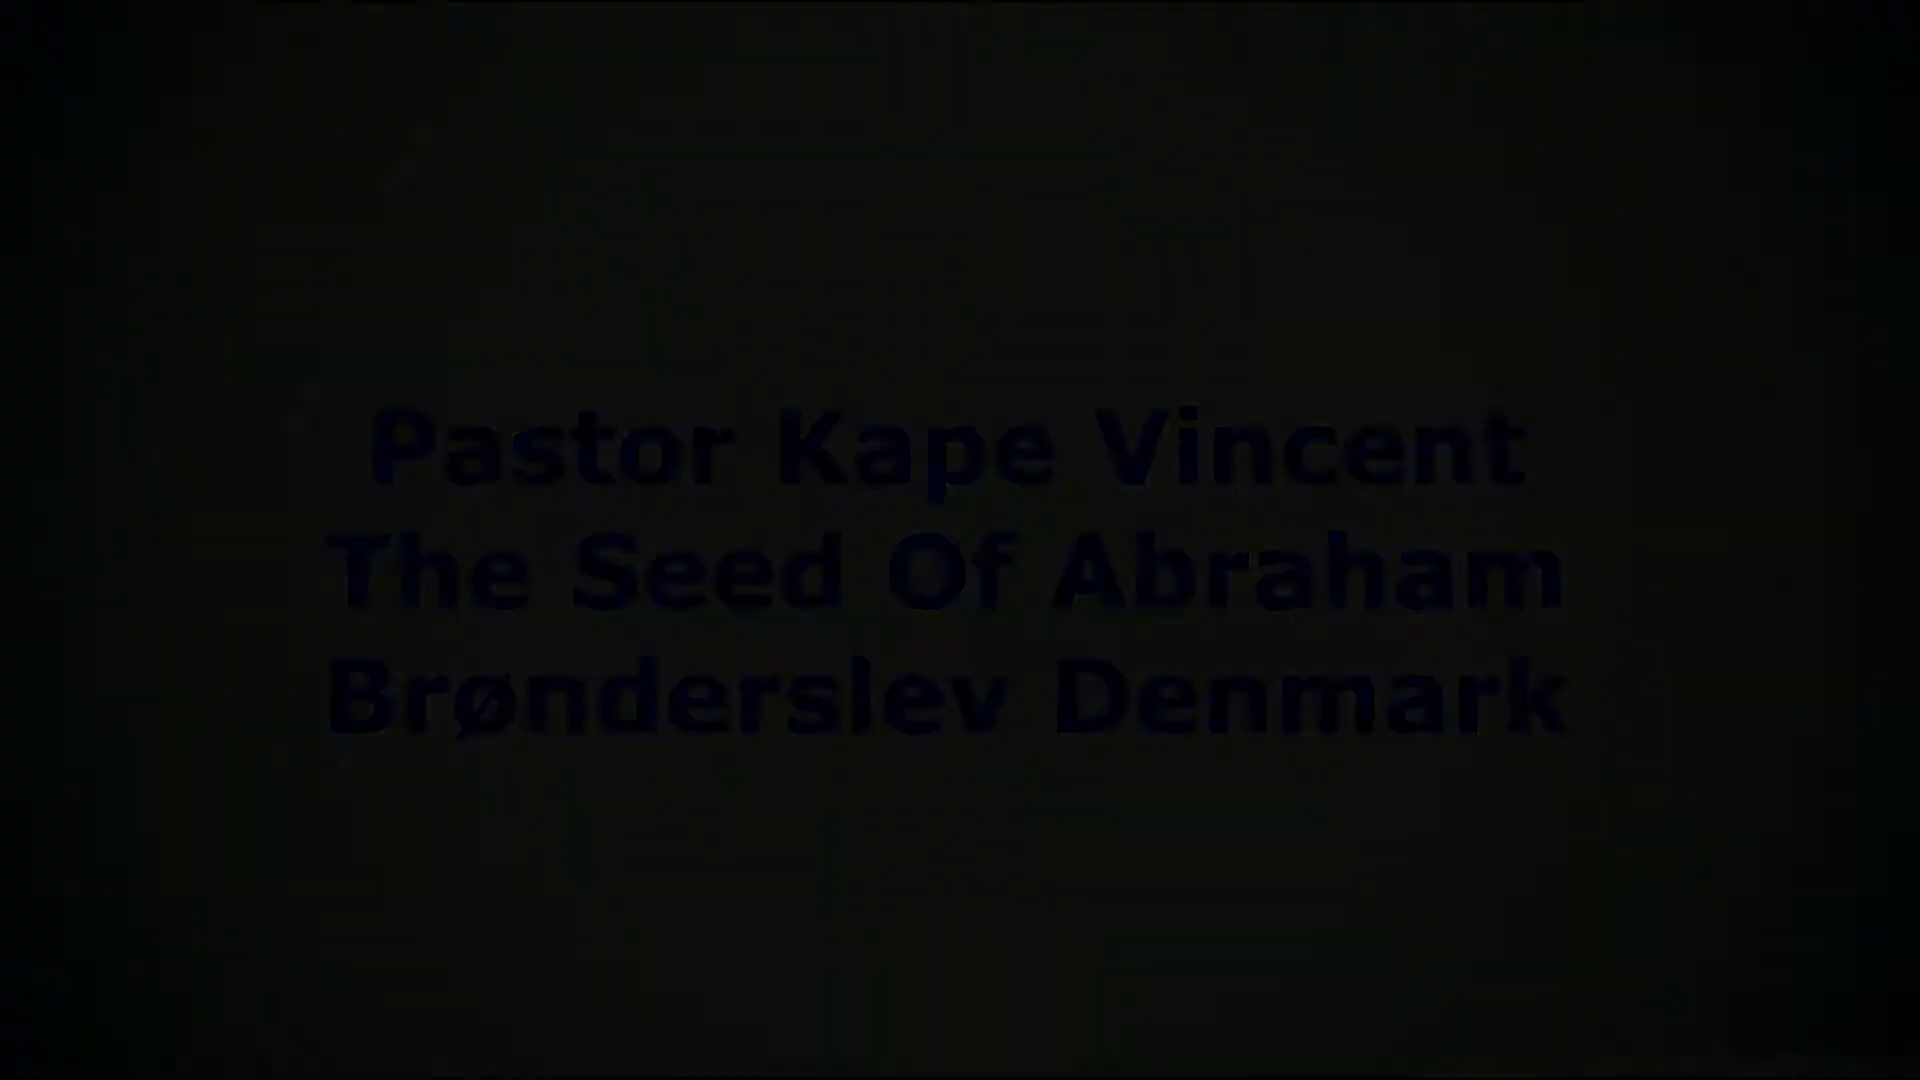 Pastor Kape Vincent
The Seed Of Abraham
Brønderslev Denmark